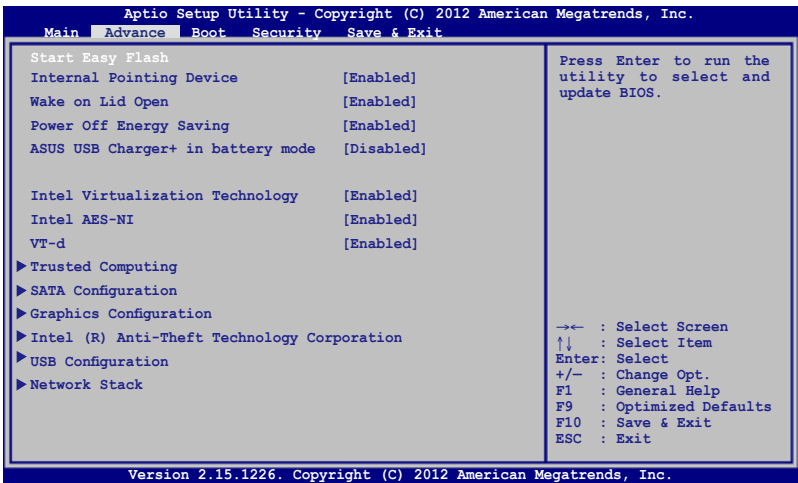 Aptio Setup Utility - Copyright (C) 2012 American Megatrends, Inc.
Main Advance Boot Security Save & Exit
Start Easy Flash
Internal Pointing Device [Enabled]
Wake on Lid Open [Enabled]
Power Off Energy Saving [Enabled]
ASUS USB Charger+ in battery mode [Disabled]
Intel Virtualization Technology [Enabled]
Intel AES-NI [Enabled]
VT-d [Enabled]
Trusted Computing
SATA Configuration
Graphics Configuration
Intel (R) Anti-Theft Technology Corporation
USB Configuration
Network Stack
Press Enter to run the
utility to select and
update BIOS.
→← : Select Screen
↑↓ : Select Item
Enter: Select
+/— : Change Opt.
F1 : General Help
F9 : Optimized Defaults
F10 : Save & Exit
ESC : Exit
Version 2.15.1226. Copyright (C) 2012 American Megatrends, Inc.